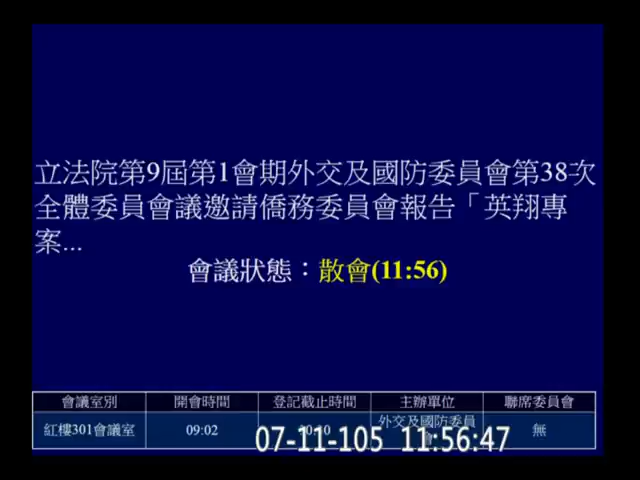 立法院第9屆第1會期外交及國防委員會第38次
全體委員會議邀請僑務委員會報告「英翔專
案...
會議狀態：散會(11:56)
會議室別 開會時間 登記截止時間 主辦單位 聯席委員會
紅樓301會議室 09:02 外交及國防委員 無
07-11-105 11:56:47